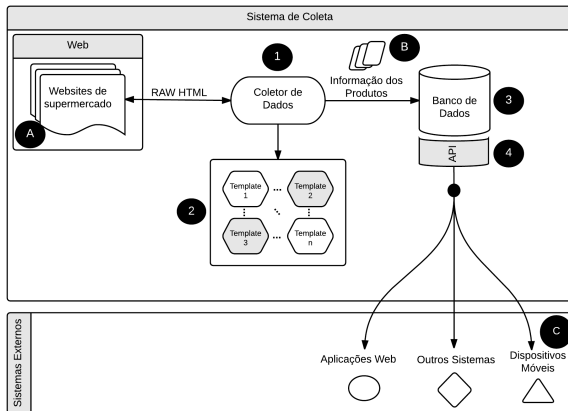 Sistema de Coleta
Web
Websites de
supermercado
A
RAW HTML
1
Coletor de
Dados
B
Informação dos
Produtos
Banco de
Dados
3
API
4
2
Template
1
...
Template
2
Template
3
...
Template
n
Sistemas Externos
C
Aplicações Web
Outros Sistemas
Dispositivos
Móveis